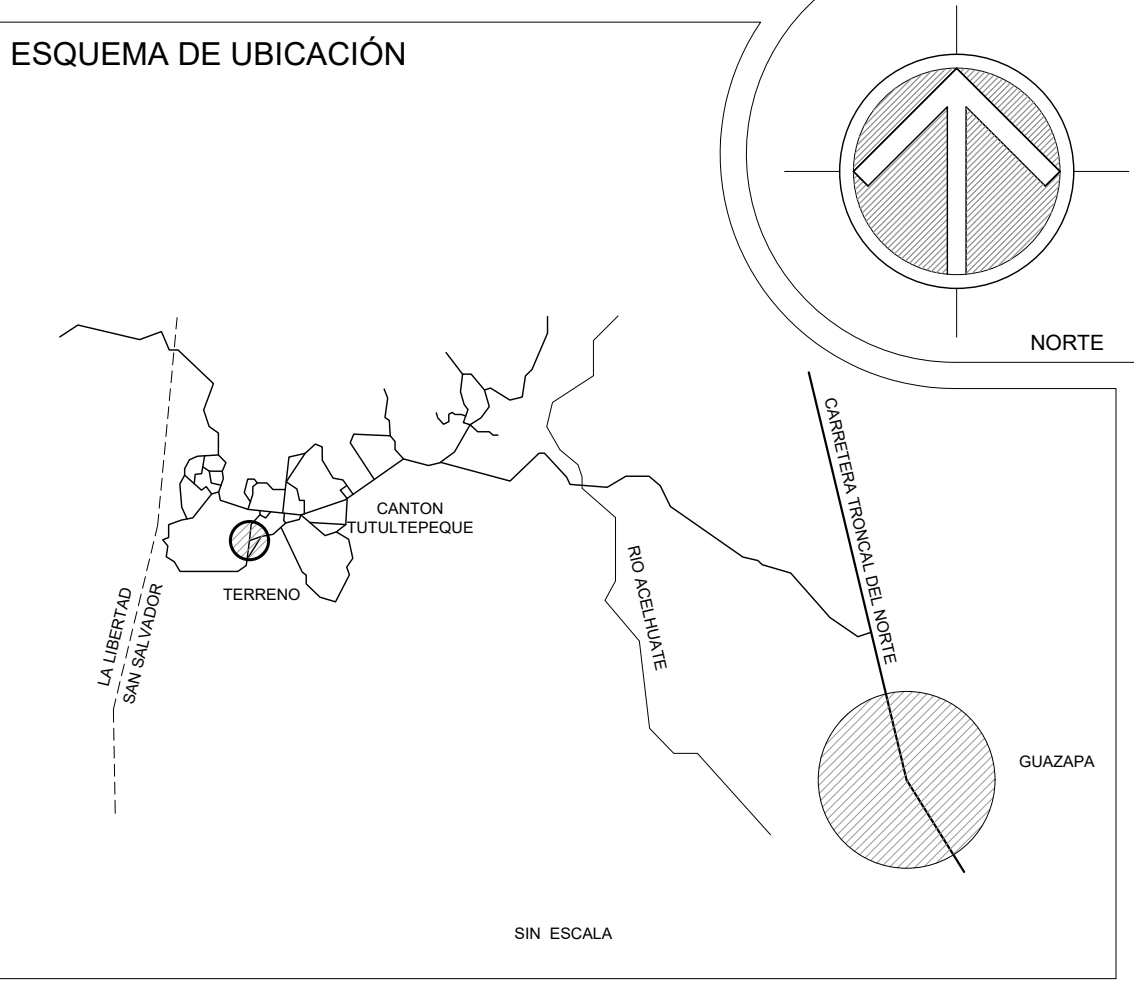 ESQUEMA DE UBICACIÓN
NORTE
CARRETERA TRONCAL DEL NORTE
CANTON
TUTULTEPEQUE
RIO ACELHUATE
TERRENO
LA LIBERTAD
SAN SALVADOR
GUAZAPA
SIN ESCALA